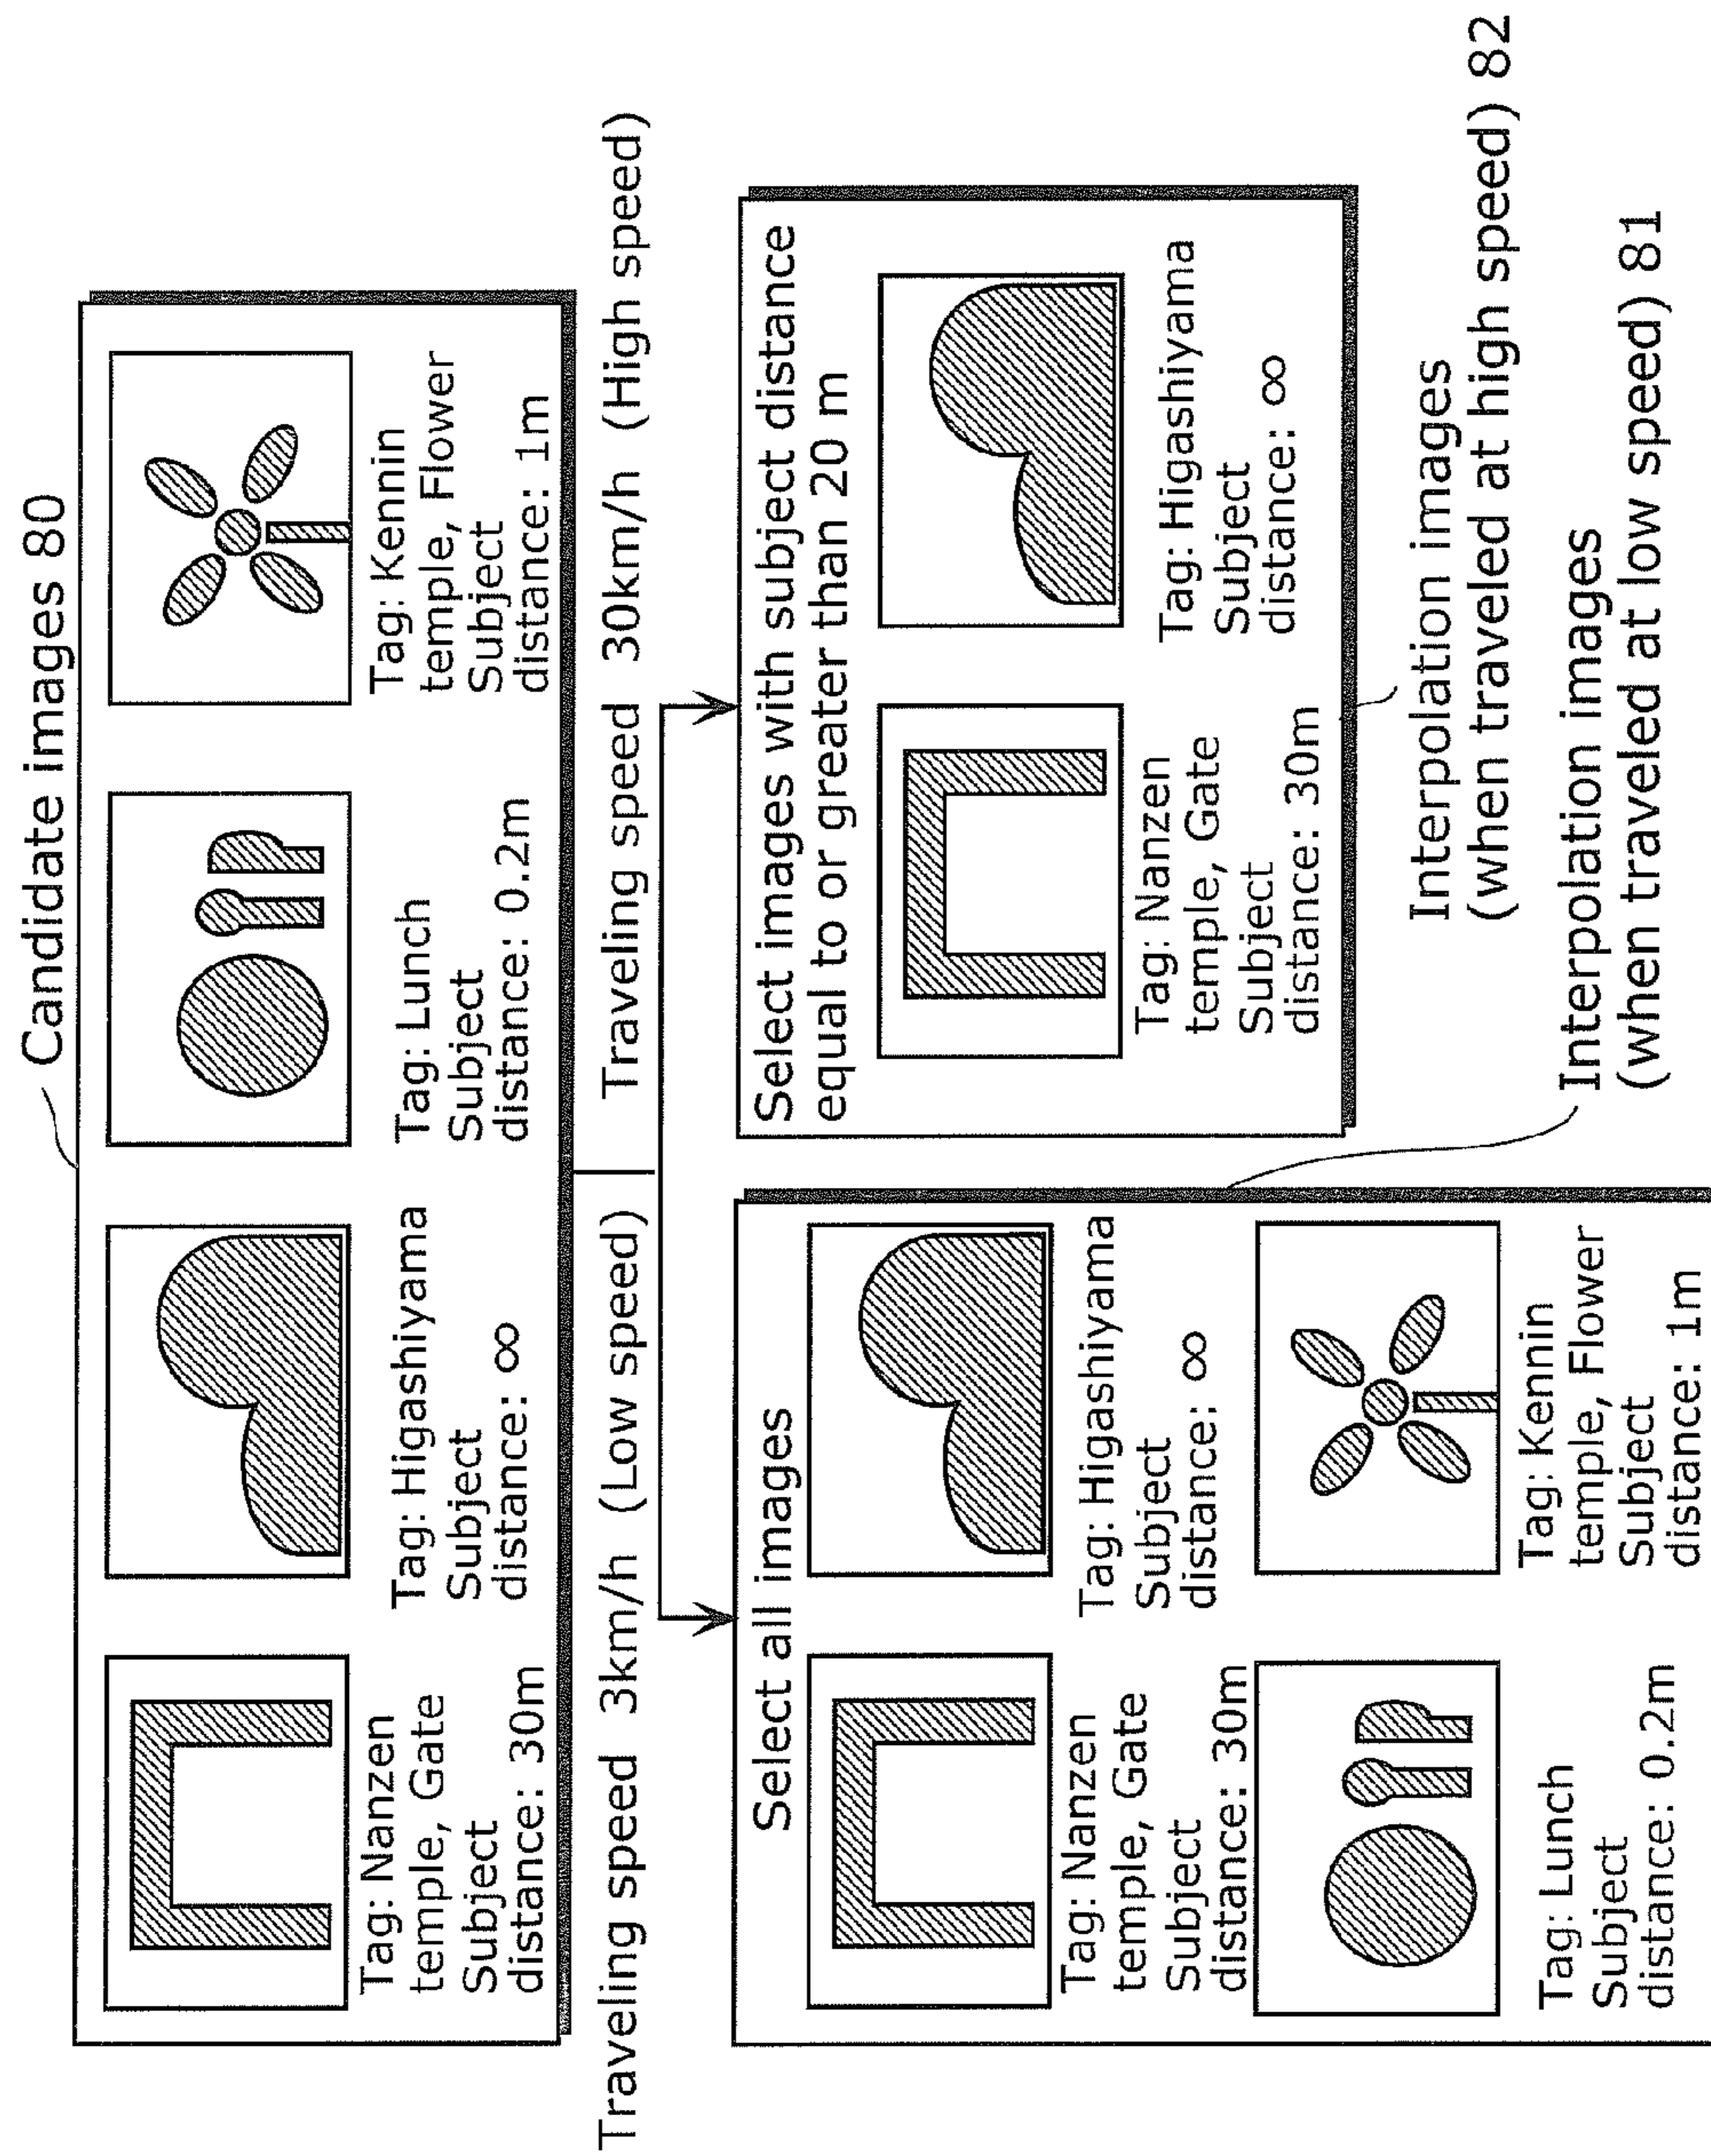 Candidate images 80
Tag: Nanzen
temple, Gate
Subject
distance: 30m
Tag: Higashiyama
Subject
distance: ∞
Tag: Lunch
Subject
distance: 0.2m
Tag: Kennin
temple, Flower
Subject
distance: 1m
Traveling speed 3km/h (Low speed)
Traveling speed 30km/h (High speed)
Select all images
Tag: Nanzen
temple, Gate
Subject
distance: 30m
Tag: Higashiyama
Subject
distance: ∞
Tag: Lunch
Subject
distance: 0.2m
Tag: Kennin
temple, Flower
Subject
distance: 1m
Select images with subject distance
equal to or greater than 20 m
Tag: Nanzen
temple, Gate
Subject
distance: 30m
Tag: Higashiyama
Subject
distance: ∞
Interpolation images
(when traveled at high speed) 82
Interpolation images
(when traveled at low speed) 81